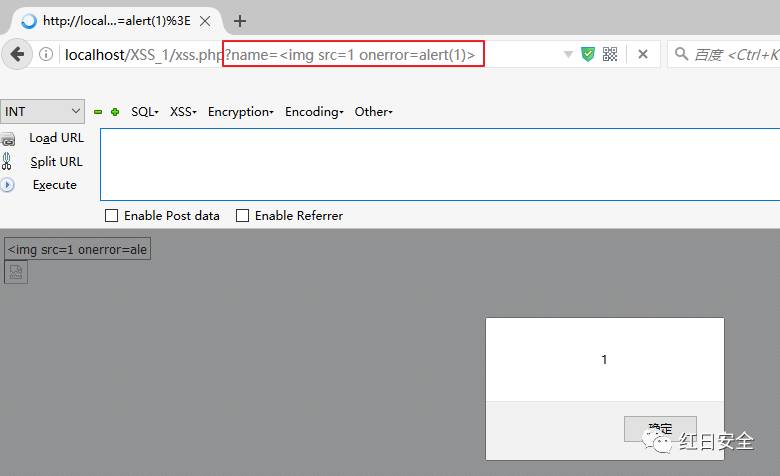 http://local...=alert(1)%3E
localhost/XSS_1/xss.php?name=<img src=1 onerror=alert(1)>
百度 <Ctrl+K
INT
SQL
XSS
Encryption
Encoding
Other
Load URL
Split URL
Execute
Enable Post data
Enable Referrer
<img src=1 onerror=ale
1
确定
红日安全